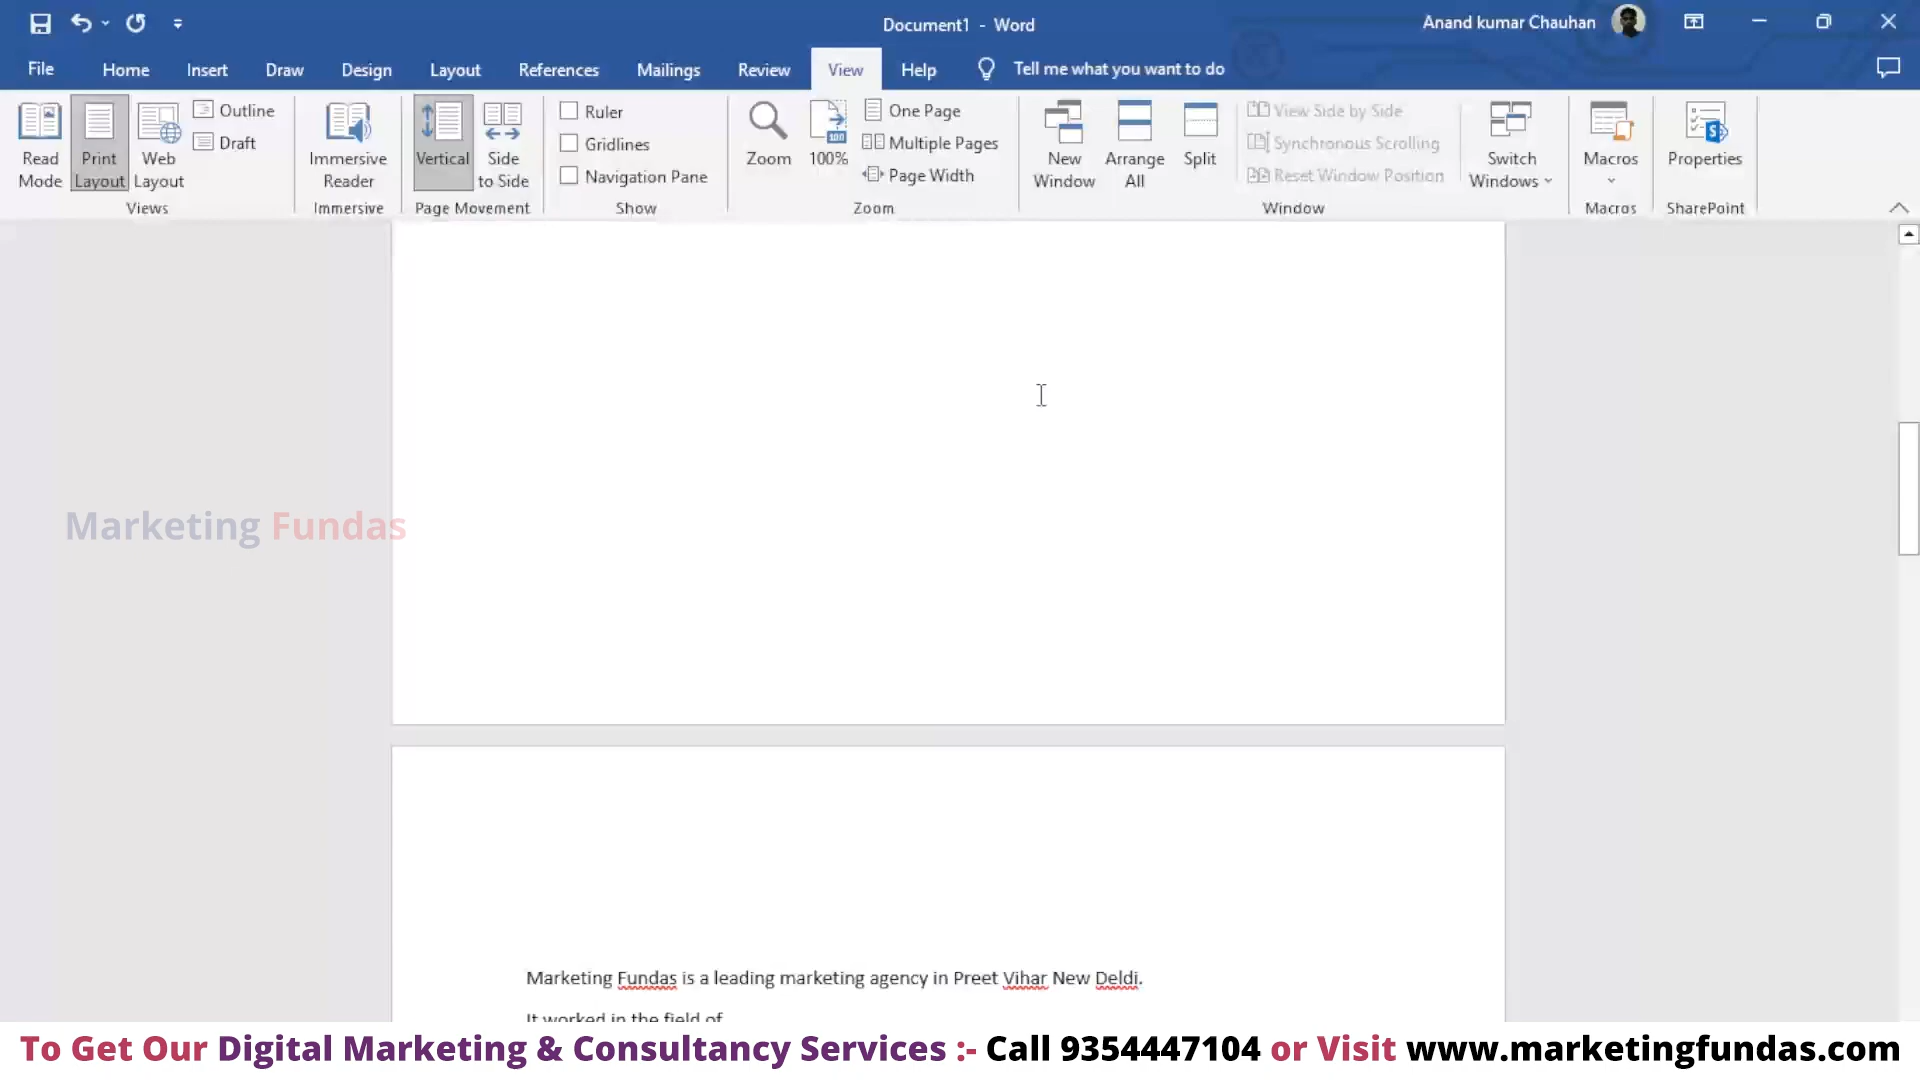 Document1 - Word
Anand kumar Chauhan
File Home Insert Draw Design Layout References Mailings Review View Help Tell me what you want to do
Read Mode
Print Layout
Web Layout
Outline
Draft
Views
Immersive Reader
Immersive
Vertical
Side to Side
Page Movement
Ruler
Gridlines
Navigation Pane
Show
Zoom
100
100%
One Page
Multiple Pages
Page Width
Zoom
New Window
Arrange All
Split
View Side by Side
Synchronous Scrolling
Reset Window Position
Switch Windows
Window
Macros
Macros
S
Properties
SharePoint
Marketing Fundas
Marketing Fundas is a leading marketing agency in Preet Vihar New Deldi.
It worked in the field of
To Get Our Digital Marketing & Consultancy Services :- Call 9354447104 or Visit www.marketingfundas.com